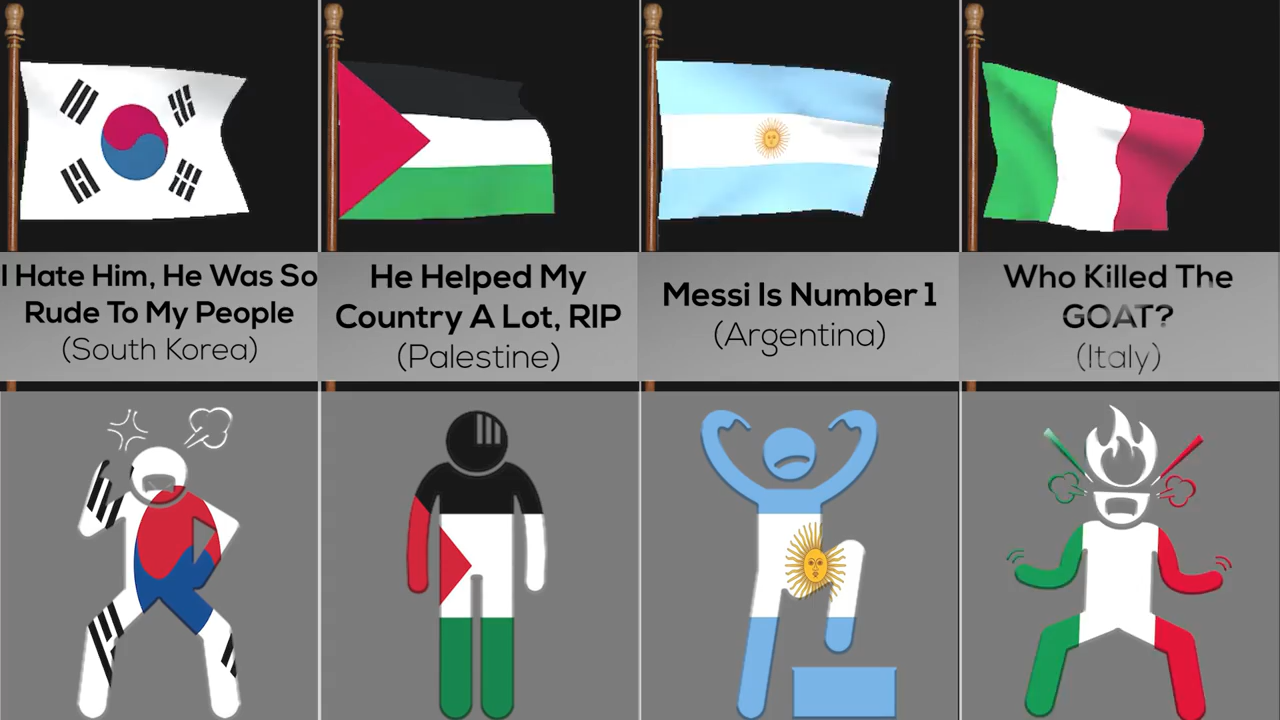 I Hate Him, He Was So
Rude To My People
(South Korea)
He Helped My
Country A Lot, RIP
(Palestine)
Messi Is Number 1
(Argentina)
Who Killed The
GOAT?
(Italy)